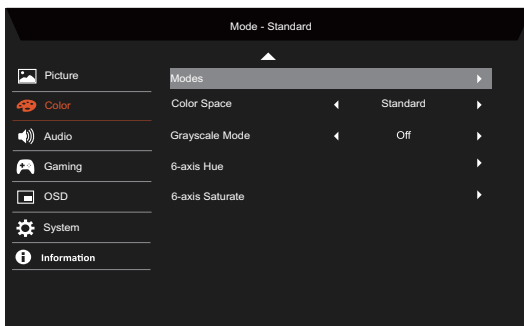 Mode - Standard
Picture
Color
Audio
Gaming
OSD
System
Information
Modes
Color Space Standard
Grayscale Mode Off
6-axis Hue
6-axis Saturate